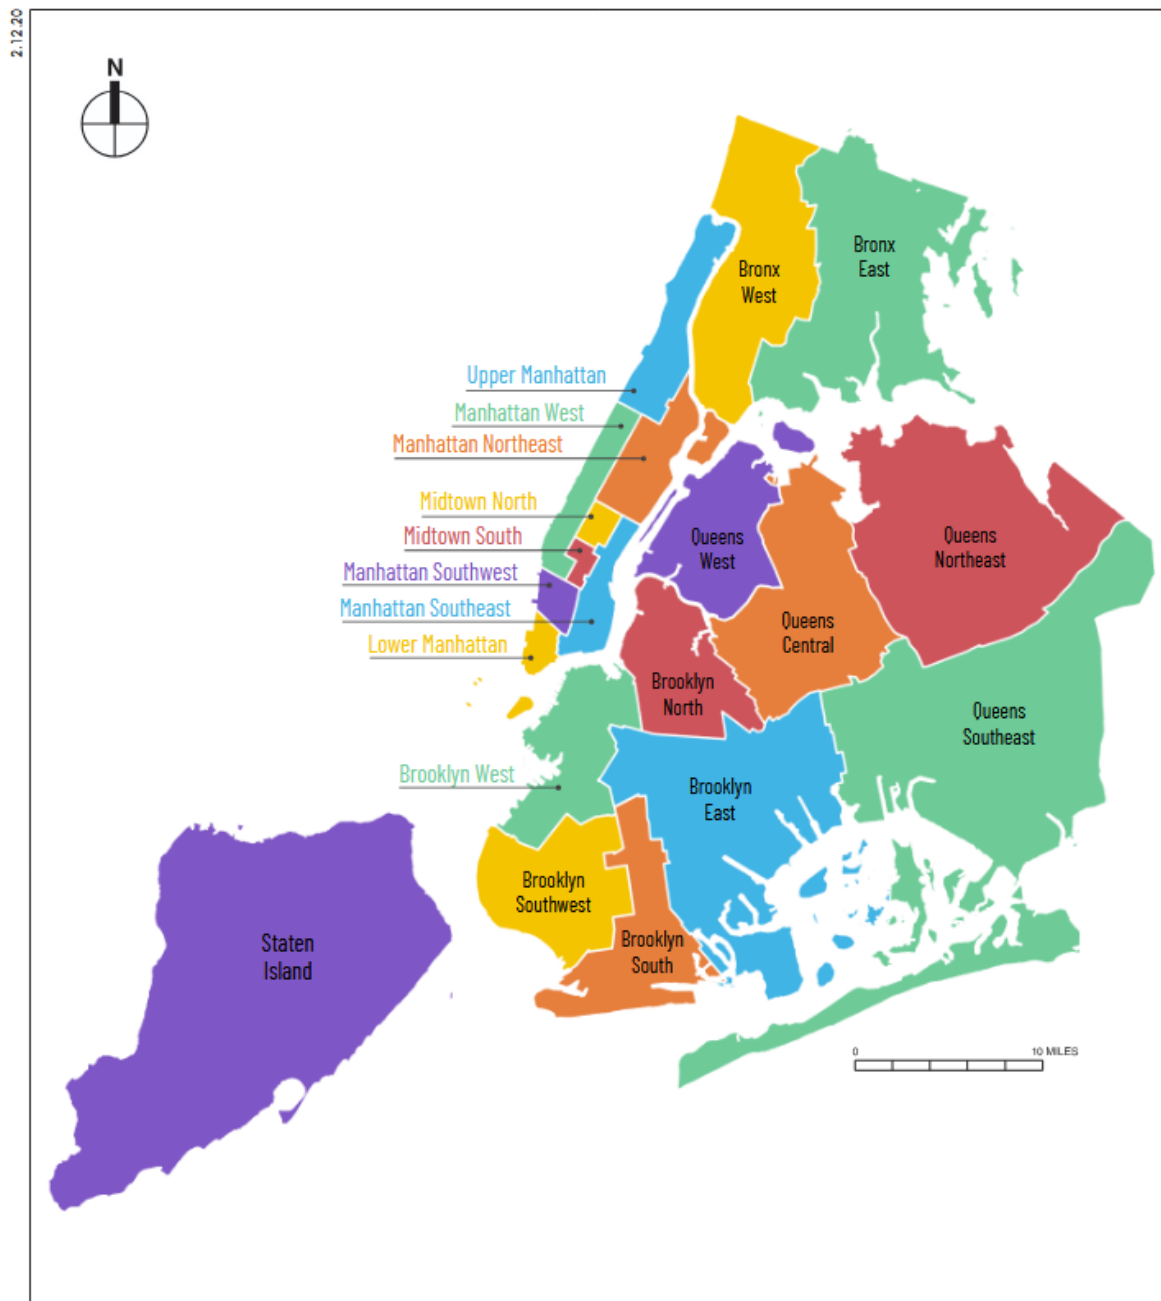 2.12.20
N
Bronx
East
Bronx
West
Upper Manhattan
Manhattan West
Manhattan Northeast
Midtown North
Midtown South
Manhattan Southwest
Manhattan Southeast
Lower Manhattan
Queens
West
Queens
Northeast
Queens
Central
Brooklyn
North
Queens
Southeast
Brooklyn West
Brooklyn
East
Brooklyn
Southwest
Brooklyn
South
Staten
Island
0 10 MILES